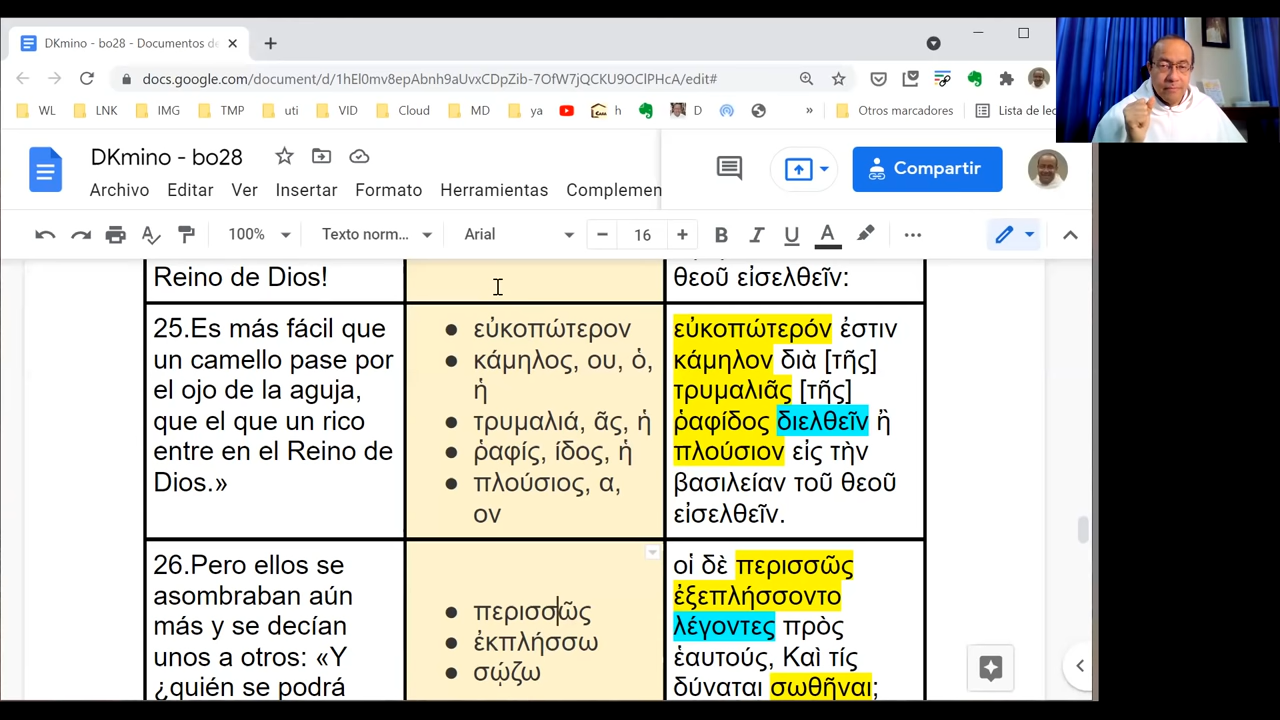 DKmino - bo28 - Documentos de
docs.google.com/document/d/1hEl0mv8epAbnh9aUvxCDpZib-7OfW7jQCKU9OCIPHcA/edit#
WL LNK IMG TMP uti VID Cloud MD ya h D » Otros marcadores Lista de lec
DKmino - bo28
Compartir
Archivo Editar Ver Insertar Formato Herramientas Complemen
100% Texto norm... Arial 16 B I U A
Reino de Dios!
θεοῦ εἰσελθεῖν:
25.Es más fácil que
un camello pase por
el ojo de la aguja,
que el que un rico
entre en el Reino de
Dios.»
● εὐκοπώτερον
● κάμηλος, ου, ὁ,
ἡ
● τρυμαλιά, ᾶς, ἡ
● ῥαφίς, ίδος, ἡ
● πλούσιος, α,
ον
εὐκοπώτερόν ἐστιν
κάμηλον διὰ [τῆς]
τρυμαλιᾶς [τῆς]
ῥαφίδος διελθεῖν ἢ
πλούσιον εἰς τὴν
βασιλείαν τοῦ θεοῦ
εἰσελθεῖν.
26.Pero ellos se
asombraban aún
más y se decían
unos a otros: «Y
¿quién se podrá
● περισσῶς
● ἐκπλήσσω
● σῴζω
οἱ δὲ περισσῶς
ἐξεπλήσσοντο
λέγοντες πρὸς
ἑαυτούς, Καὶ τίς
δύναται σωθῆναι;